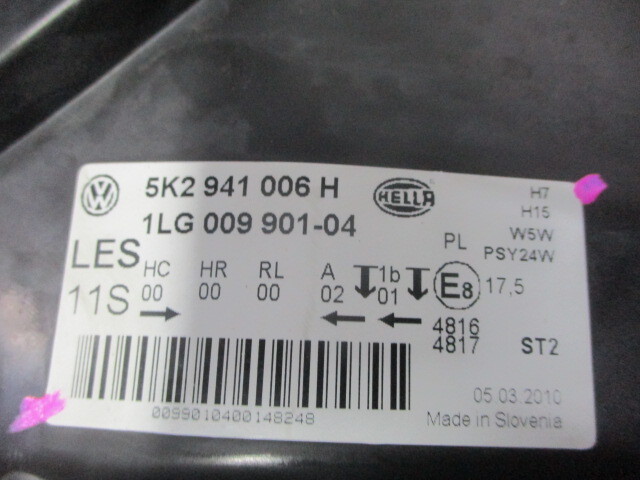 5K2 941 006 H
HELLA
1LG 009 901-04
H7
H15
W5W
PSY24W
PL
LES
11S
HC HR RL A 1b
00 00 00 02 01
E8
17,5
4816
4817
ST2
0099010400148248
05.03.2010
Made in Slovenia